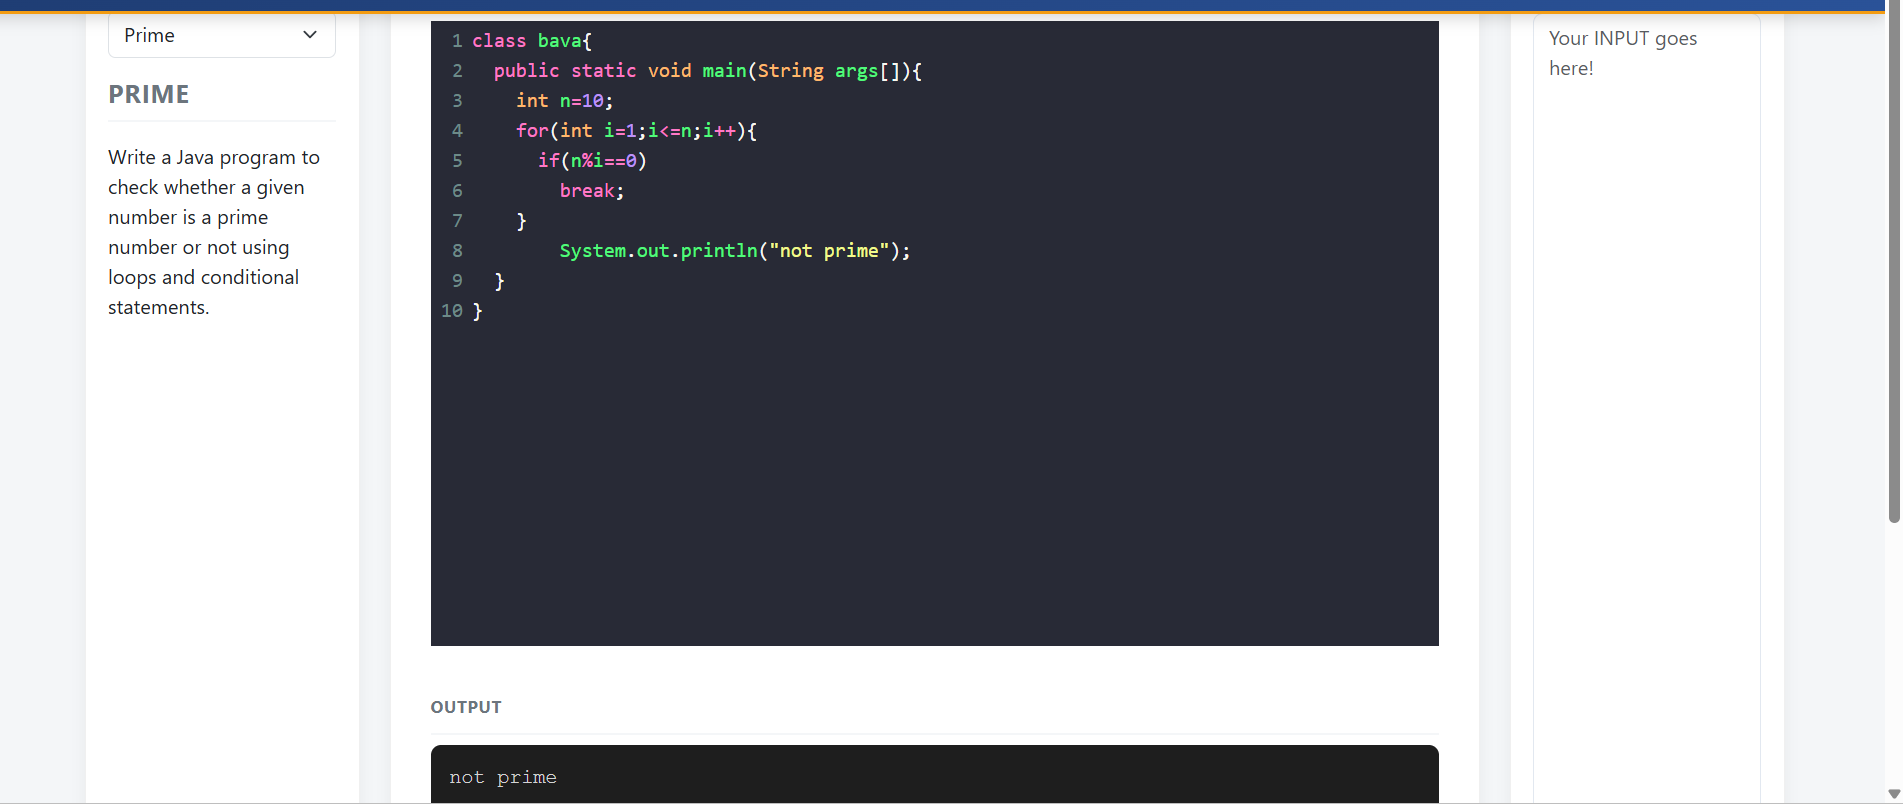 Prime
PRIME
Write a Java program to
check whether a given
number is a prime
number or not using
loops and conditional
statements.
1 class bava{
2   public static void main(String args[]){
3     int n=10;
4     for(int i=1;i<=n;i++){
5       if(n%i==0)
6         break;
7     }
8         System.out.println("not prime");
9   }
10 }
OUTPUT
not prime
Your INPUT goes
here!